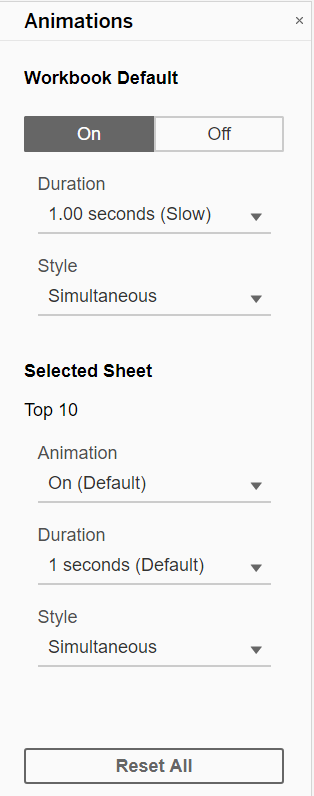 Animations ×
Workbook Default
On Off
Duration
1.00 seconds (Slow)
Style
Simultaneous
Selected Sheet
Top 10
Animation
On (Default)
Duration
1 seconds (Default)
Style
Simultaneous
Reset All